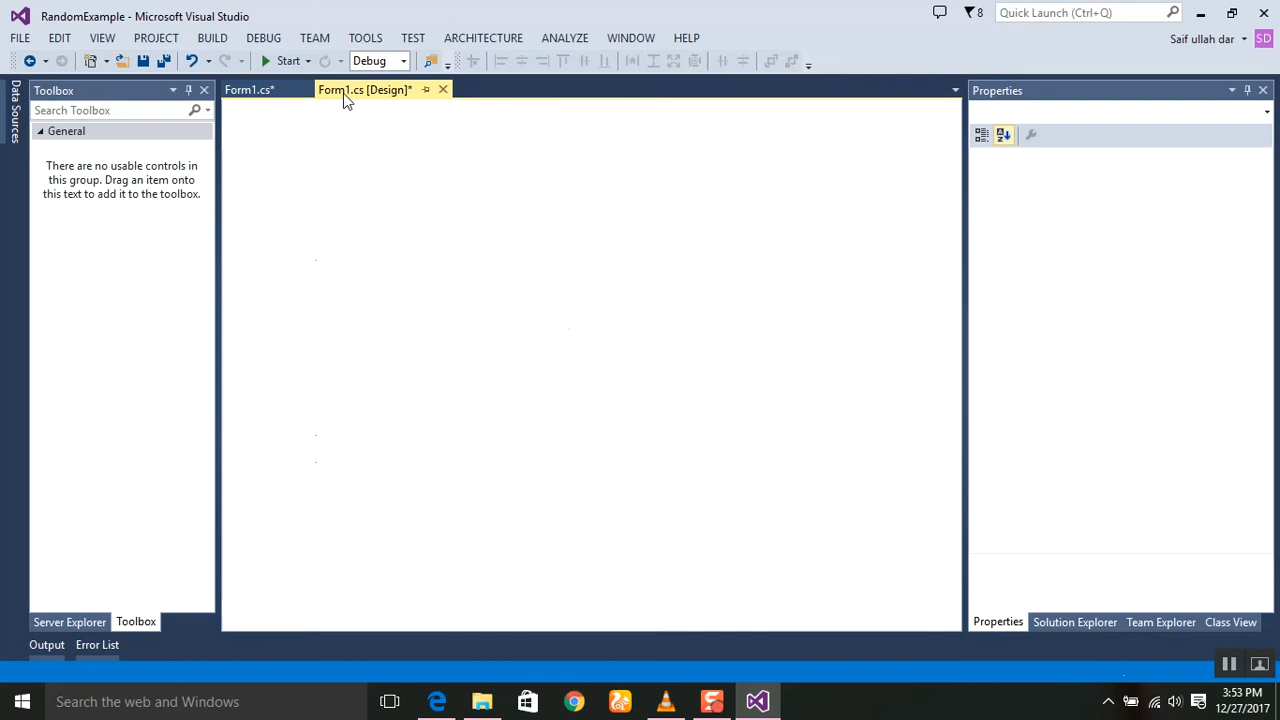 RandomExample - Microsoft Visual Studio
8
Quick Launch (Ctrl+Q)
FILE EDIT VIEW PROJECT BUILD DEBUG TEAM TOOLS TEST ARCHITECTURE ANALYZE WINDOW HELP
Saif ullah dar
SD
Start
Debug
Data Sources
Toolbox
Search Toolbox
General
There are no usable controls in
this group. Drag an item onto
this text to add it to the toolbox.
Server Explorer
Toolbox
Form1.cs*
Form1.cs [Design]*
Properties
Properties
Solution Explorer
Team Explorer
Class View
Output
Error List
Search the web and Windows
3:53 PM
12/27/2017